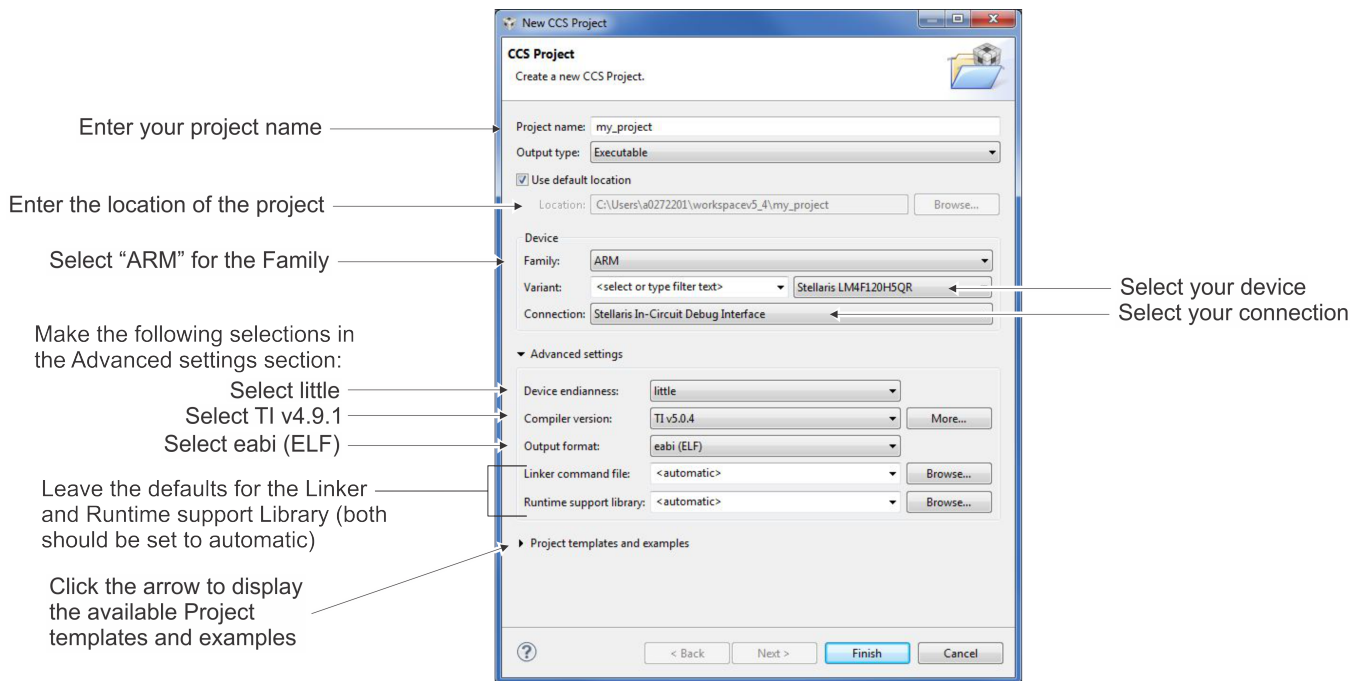 New CCS Project
CCS Project
Create a new CCS Project.
Enter your project name
Project name: my_project
Output type: Executable
Use default location
Enter the location of the project
Location: C:\Users\a0272201\workspacev5_4\my_project Browse...
Device
Select “ARM” for the Family
Family: ARM
Variant: <select or type filter text> Stellaris LM4F120H5QR
Select your device
Connection: Stellaris In-Circuit Debug Interface
Select your connection
Make the following selections in
the Advanced settings section:
Advanced settings
Select little
Device endianness: little
Select TI v4.9.1
Compiler version: TI v5.0.4 More...
Select eabi (ELF)
Output format: eabi (ELF)
Leave the defaults for the Linker
and Runtime support Library (both
should be set to automatic)
Linker command file: <automatic> Browse...
Runtime support library: <automatic> Browse...
Project templates and examples
Click the arrow to display
the available Project
templates and examples
? < Back Next > Finish Cancel